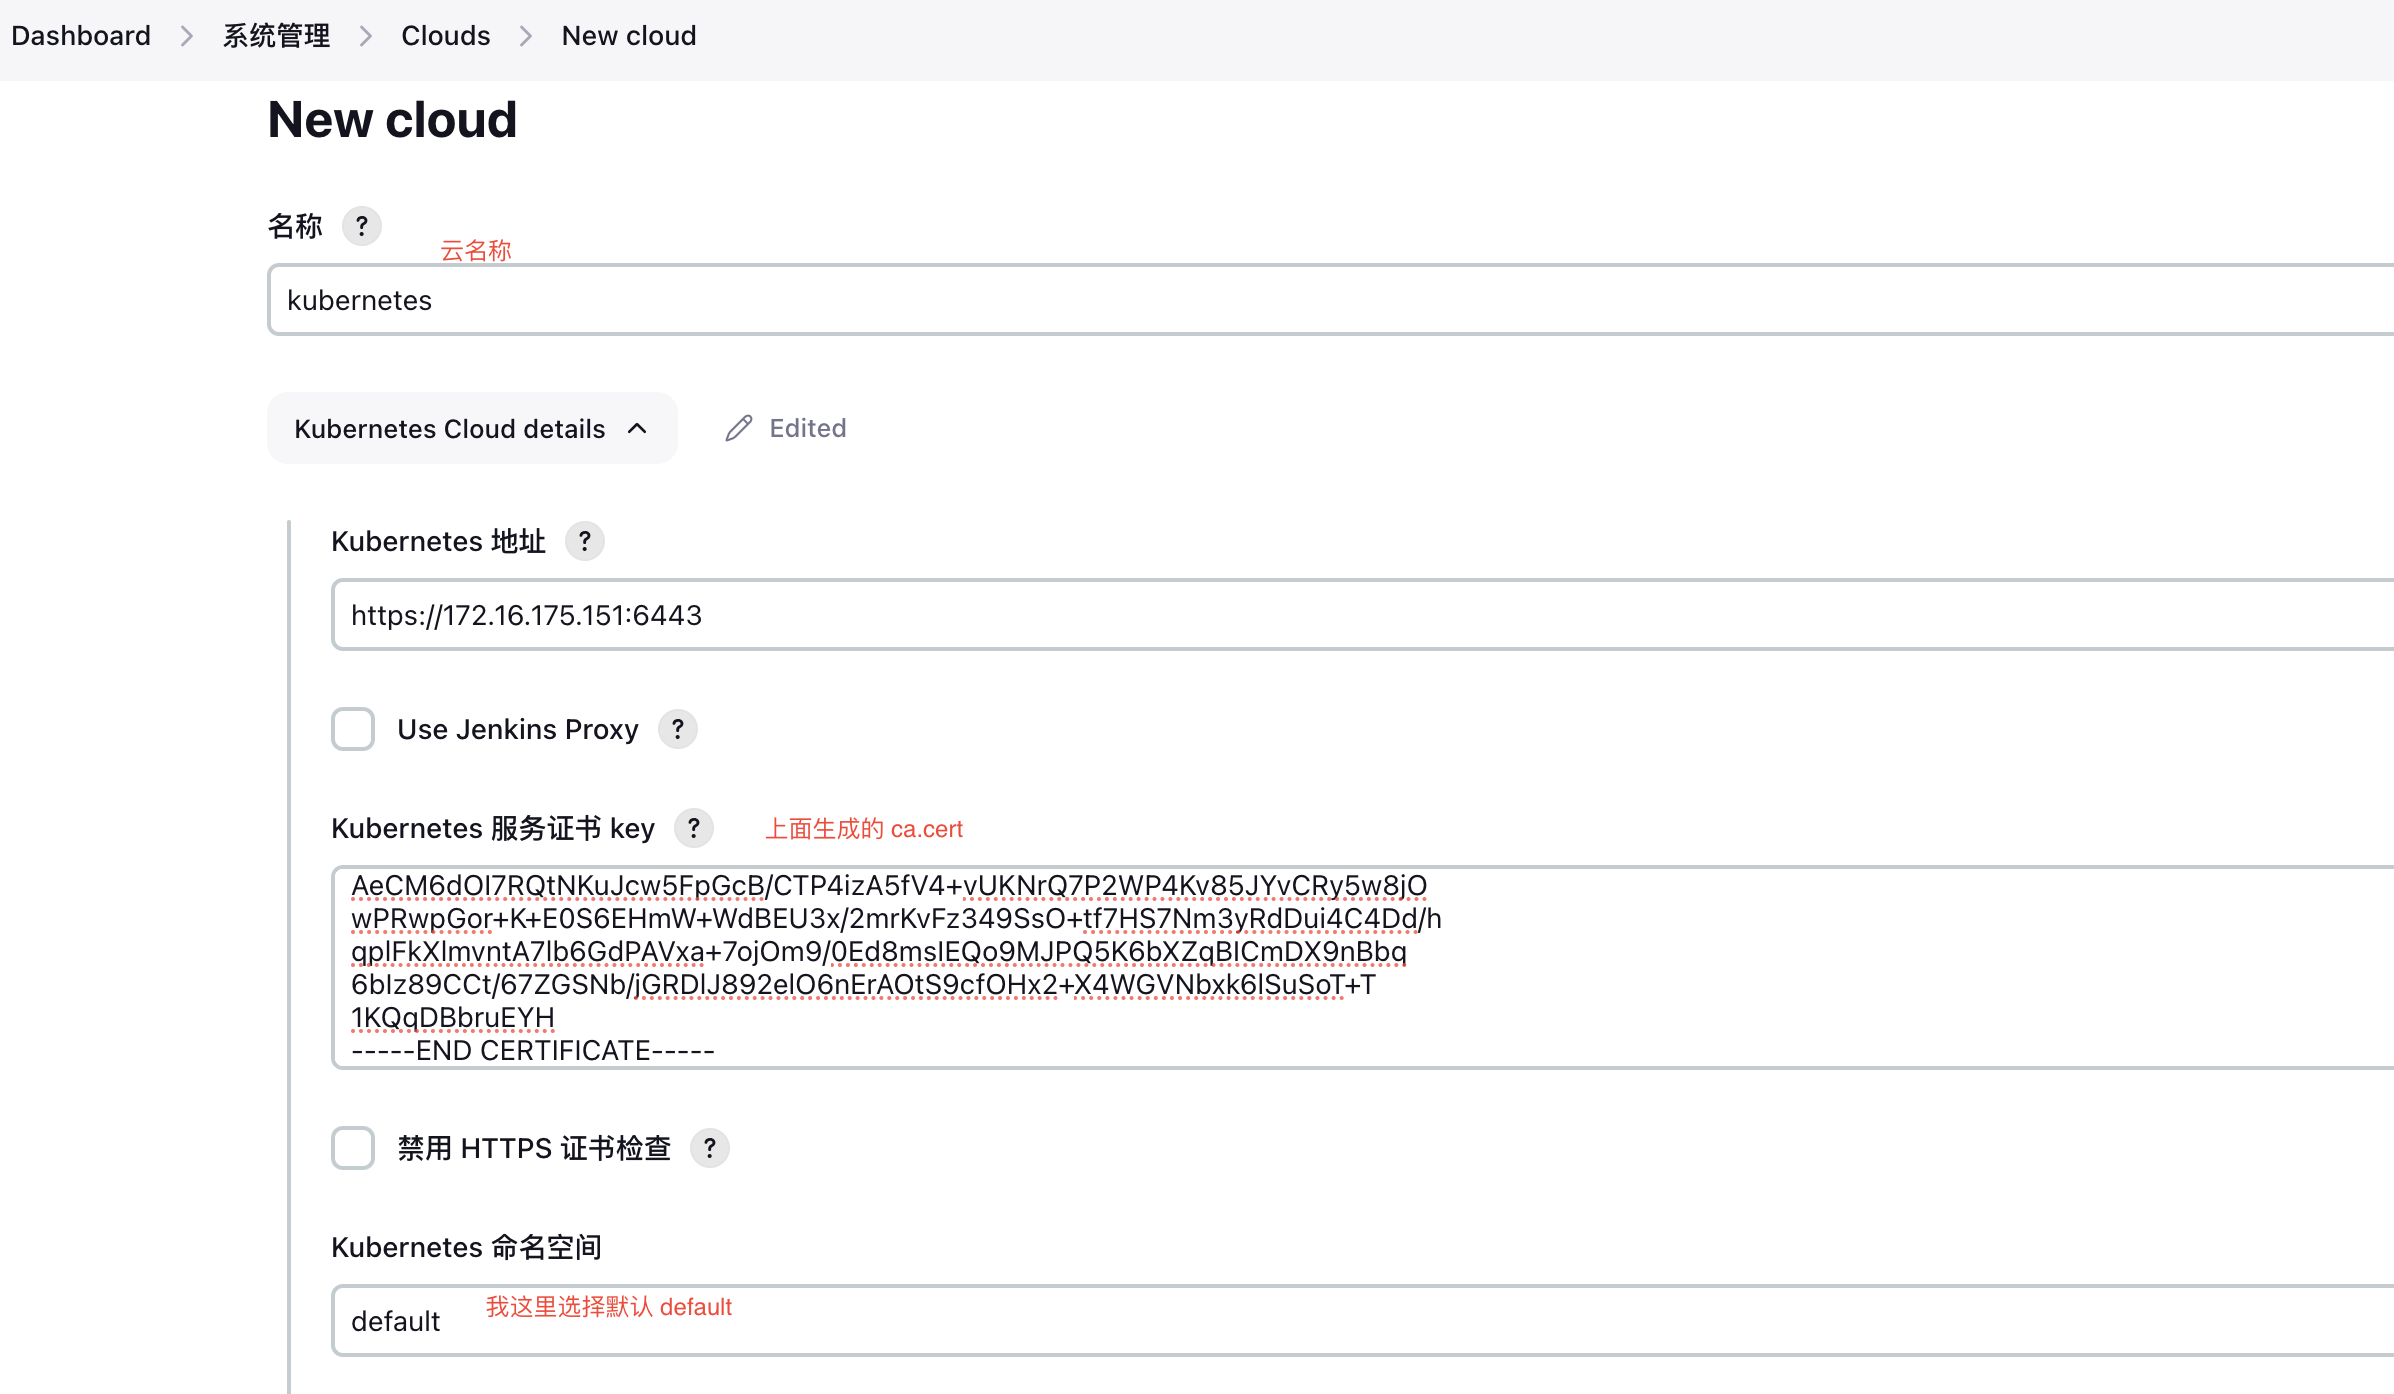 Dashboard > 系统管理 > Clouds > New cloud
New cloud
名称 ?
云名称
kubernetes
Kubernetes Cloud details Edited
Kubernetes 地址 ?
https://172.16.175.151:6443
Use Jenkins Proxy ?
Kubernetes 服务证书 key ? 上面生成的 ca.cert
AeCM6dOI7RQtNKuJcw5FpGcB/CTP4izA5fV4+vUKNrQ7P2WP4Kv85JYvCRy5w8jO
wPRwpGor+K+E0S6EHmW+WdBEU3x/2mrKvFz349SsO+tf7HS7Nm3yRdDui4C4Dd/h
qplFkXlmvntA7lb6GdPAVxa+7ojOm9/0Ed8mslEQo9MJPQ5K6bXZqBICmDX9nBbq
6bIz89CCt/67ZGSNb/jGRDlJ892elO6nErAOtS9cfOHx2+X4WGVNbxk6lSuSoT+T
1KQqDBbruEYH
-----END CERTIFICATE-----
禁用 HTTPS 证书检查 ?
Kubernetes 命名空间
default 我这里选择默认 default